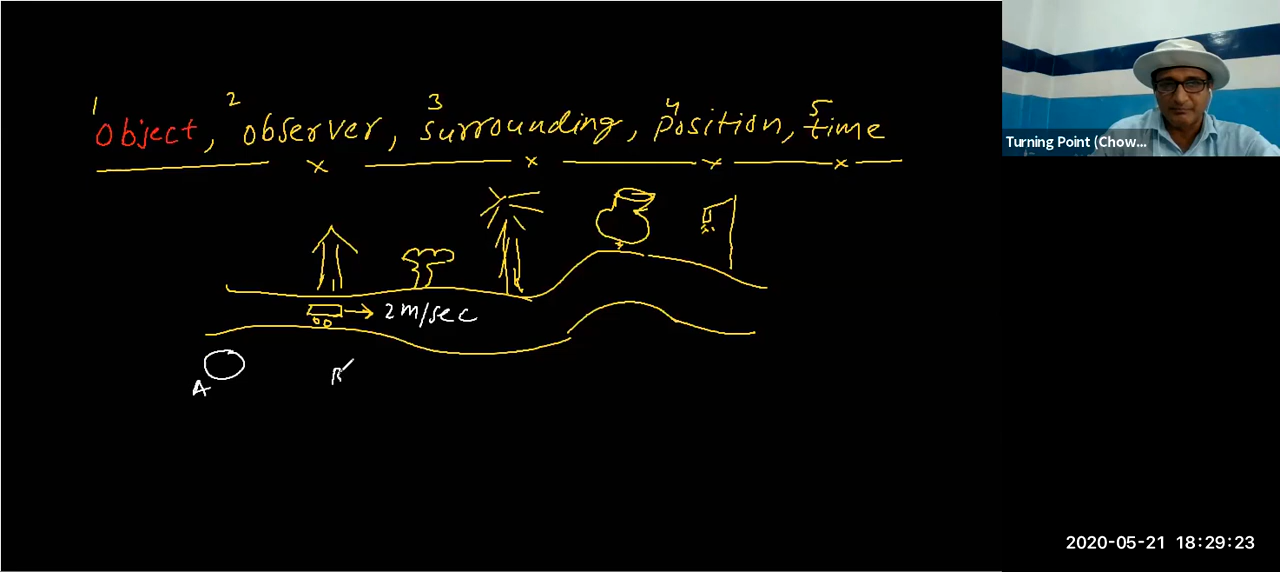 1 2 3 4 5
object, observer, surrounding, position, time
2m/sec
A
Turning Point (Chow...
2020-05-21 18:29:23